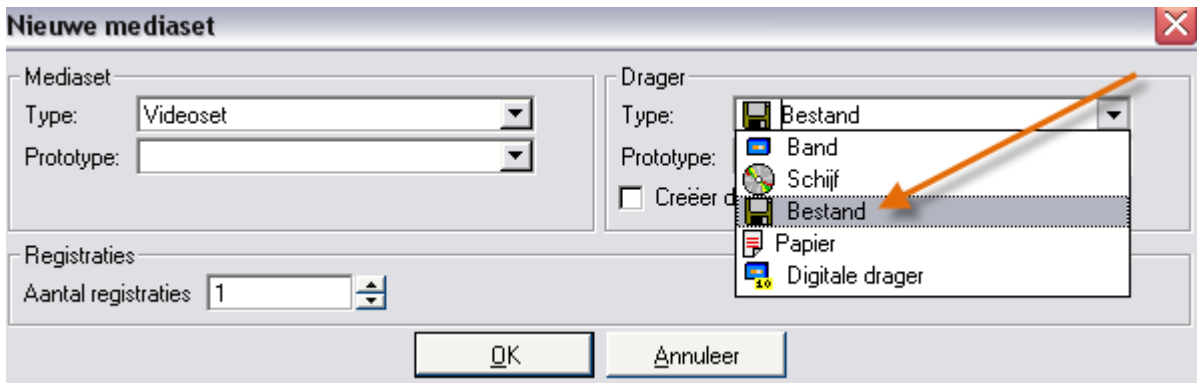 Nieuwe mediaset
Mediaset
Type: Videoset
Prototype:
Drager
Type: Bestand
Prototype:
Creëer d
Band
Schijf
Bestand
Papier
Digitale drager
Registraties
Aantal registraties 1
OK
Annuleer